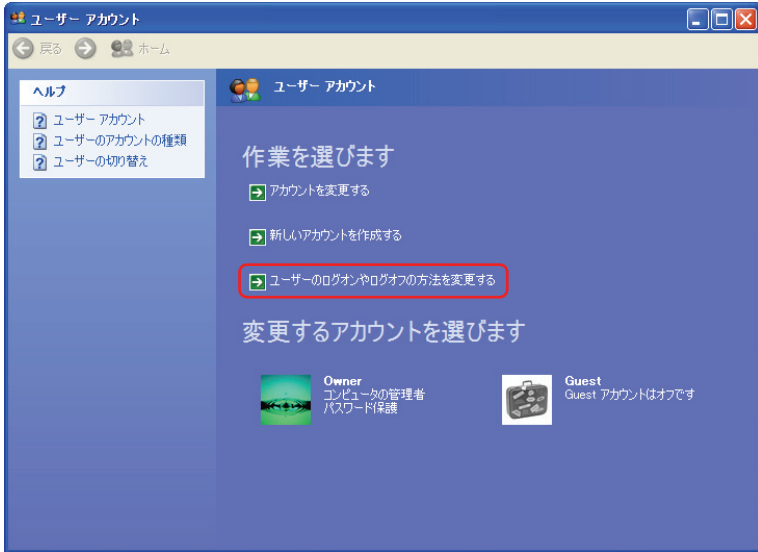 ユーザー アカウント
戻る
ホーム
ヘルプ
ユーザー アカウント
ユーザーのアカウントの種類
ユーザーの切り替え
ユーザー アカウント
作業を選びます
アカウントを変更する
新しいアカウントを作成する
ユーザーのログオンやログオフの方法を変更する
変更するアカウントを選びます
Owner
コンピュータの管理者
パスワード保護
Guest
Guest アカウントはオフです